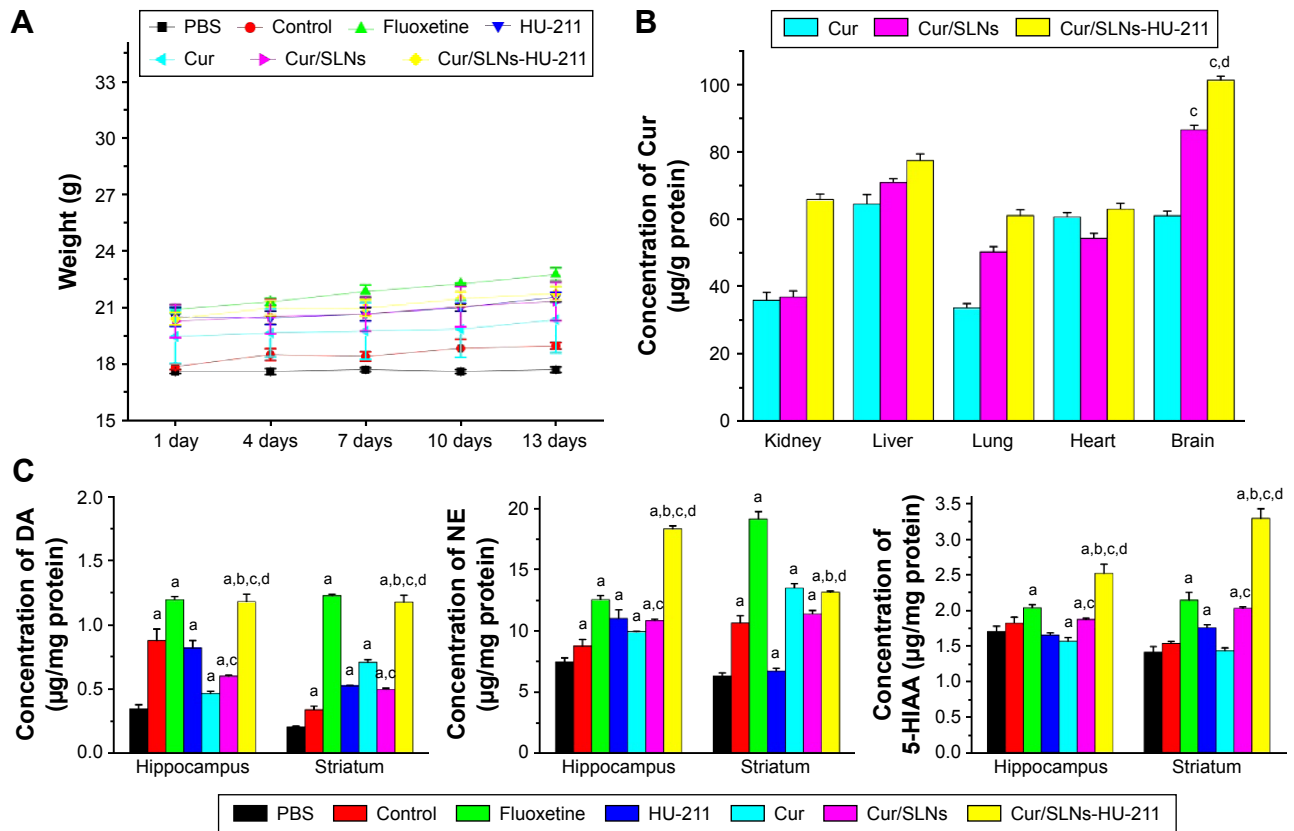 A
PBS Control Fluoxetine HU-211
Cur Cur/SLNs Cur/SLNs-HU-211
Weight (g)
33
30
27
24
21
18
15
1 day 4 days 7 days 10 days 13 days
B
Cur Cur/SLNs Cur/SLNs-HU-211
Concentration of Cur
(µg/g protein)
100
80
60
40
20
0
c
c,d
Kidney Liver Lung Heart Brain
C
Concentration of DA
(µg/mg protein)
2.0
1.5
1.0
0.5
0.0
a a a a a,c a,b,c,d
a a a a a,c a,b,c,d
Hippocampus Striatum
Concentration of NE
(µg/mg protein)
20
15
10
5
0
a a a a a,c a,b,c,d
a a a a a,b,d
Hippocampus Striatum
Concentration of
5-HIAA (µg/mg protein)
3.5
3.0
2.5
2.0
1.5
1.0
0.5
0.0
a a a,c a,b,c,d
a a a,c a,b,c,d
Hippocampus Striatum
PBS Control Fluoxetine HU-211 Cur Cur/SLNs Cur/SLNs-HU-211